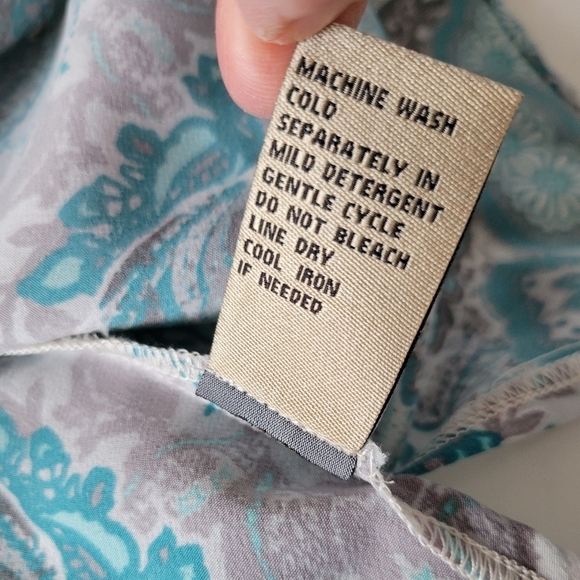 MACHINE WASH
COLD
SEPARATELY IN
MILD DETERGENT
GENTLE CYCLE
DO NOT BLEACH
LINE DRY
COOL IRON
IF NEEDED